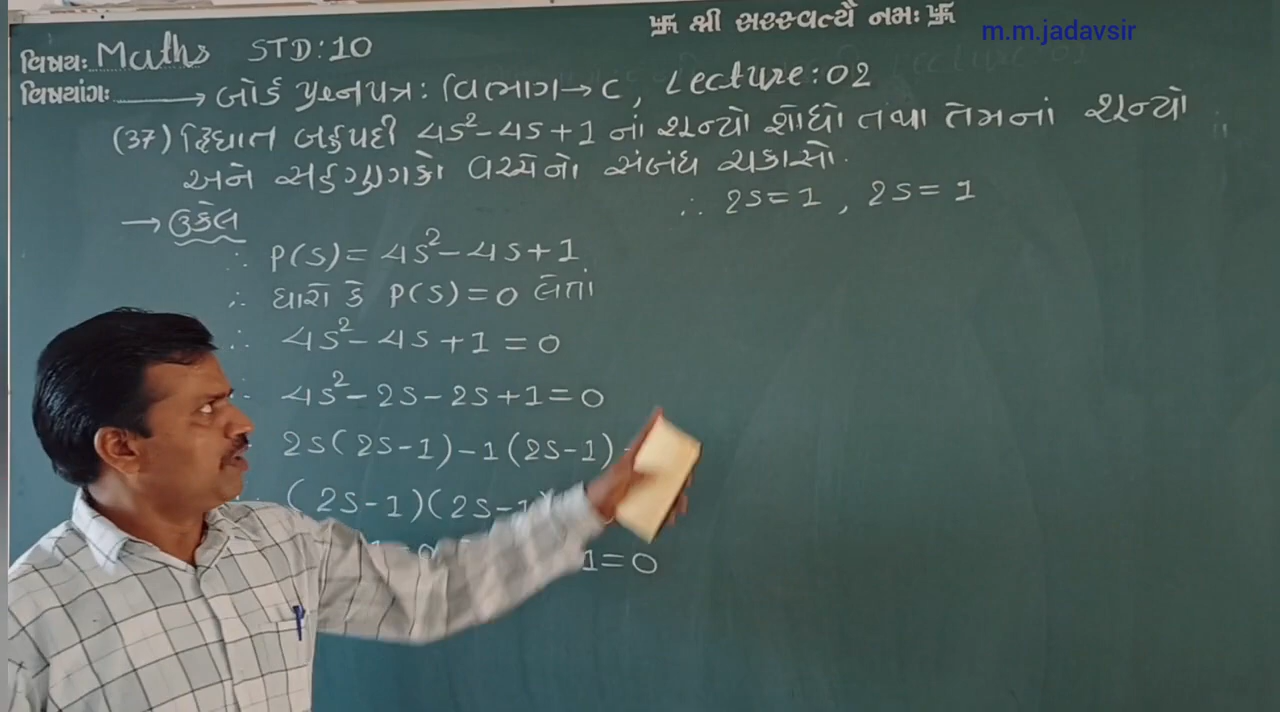 卐 શ્રી સરસ્વત્યૈ નમઃ 卐
m.m.jadavsir
વિષયઃ Maths STD:10
વિષયાંગઃ → બોર્ડ પ્રશ્નપત્ર: વિભાગ → C, Lecture:02
(37) દ્વિઘાત બહુપદી 4s²-4s+1 નાં શૂન્યો શોધો તથા તેમનાં શૂન્યો
અને સહગુણકો વચ્ચેનો સંબંધ ચકાસો.
→ ઉકેલ
∴ P(S) = 4s²-4s+1
∴ ધારો કે P(S)=0 લેતાં
∴ 4s²-4s+1=0
∴ 4s²-2s-2s+1=0
2s(2s-1)-1(2s-1)
(2s-1)(2s-1)
1=0
∴ 2s=1, 2s=1